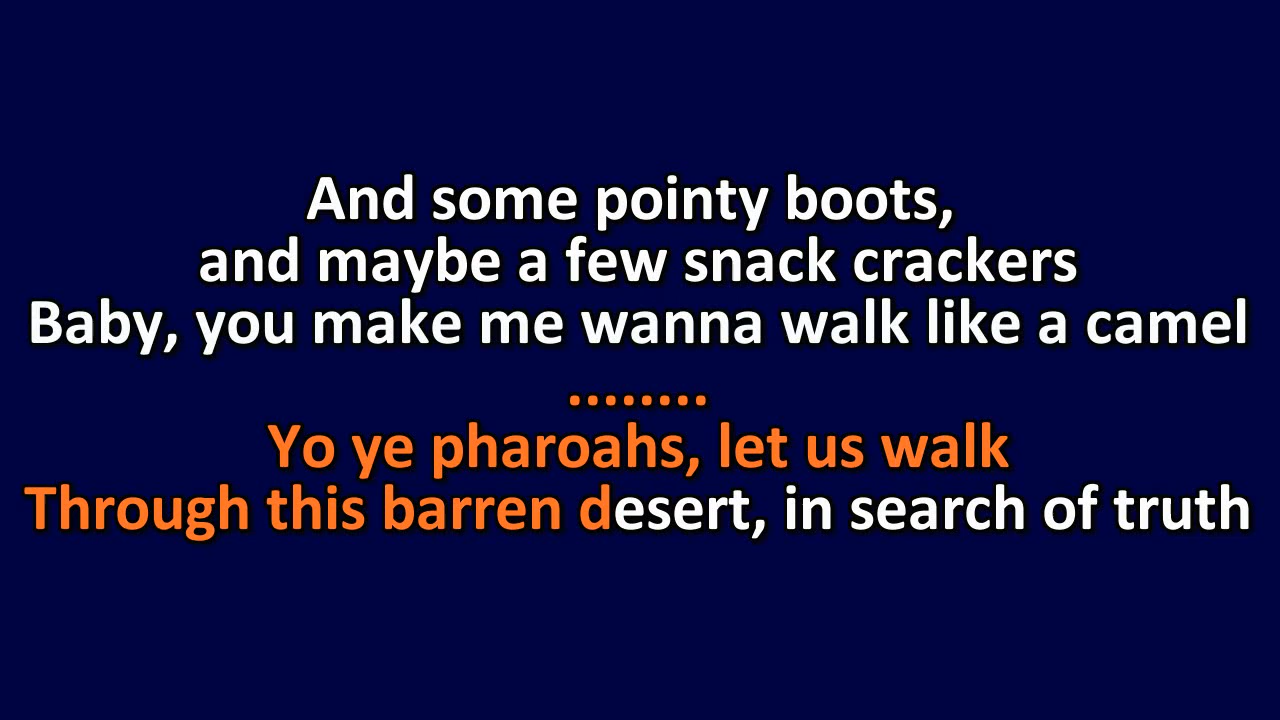 And some pointy boots,
and maybe a few snack crackers
Baby, you make me wanna walk like a camel
........
Yo ye pharoahs, let us walk
Through this barren desert, in search of truth